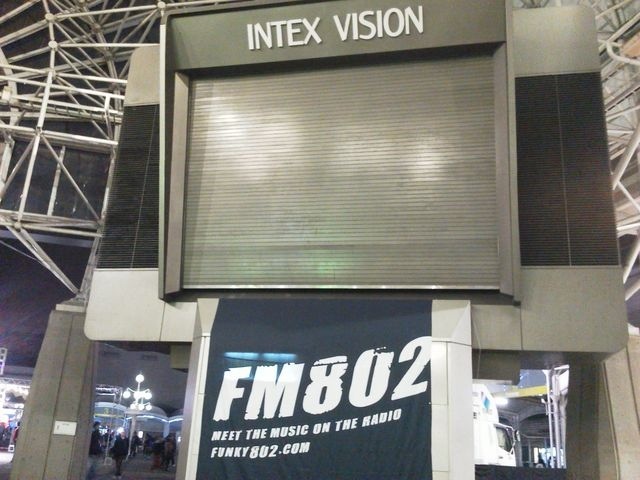 INTEX VISION
FM802
MEET THE MUSIC ON THE RADIO
FUNKY802.COM